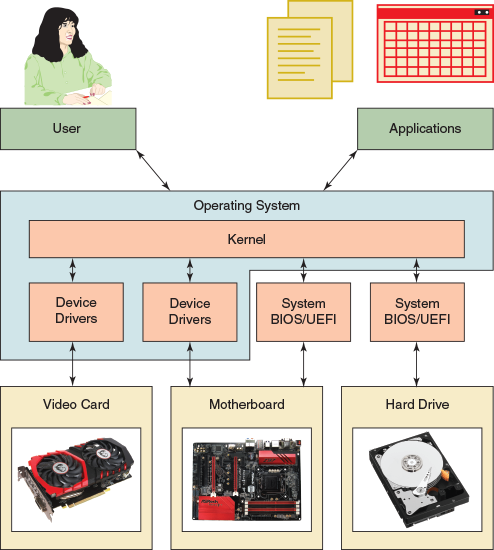 User
Applications
Operating System
Kernel
Device
Drivers
Device
Drivers
System
BIOS/UEFI
System
BIOS/UEFI
Video Card
Motherboard
Hard Drive